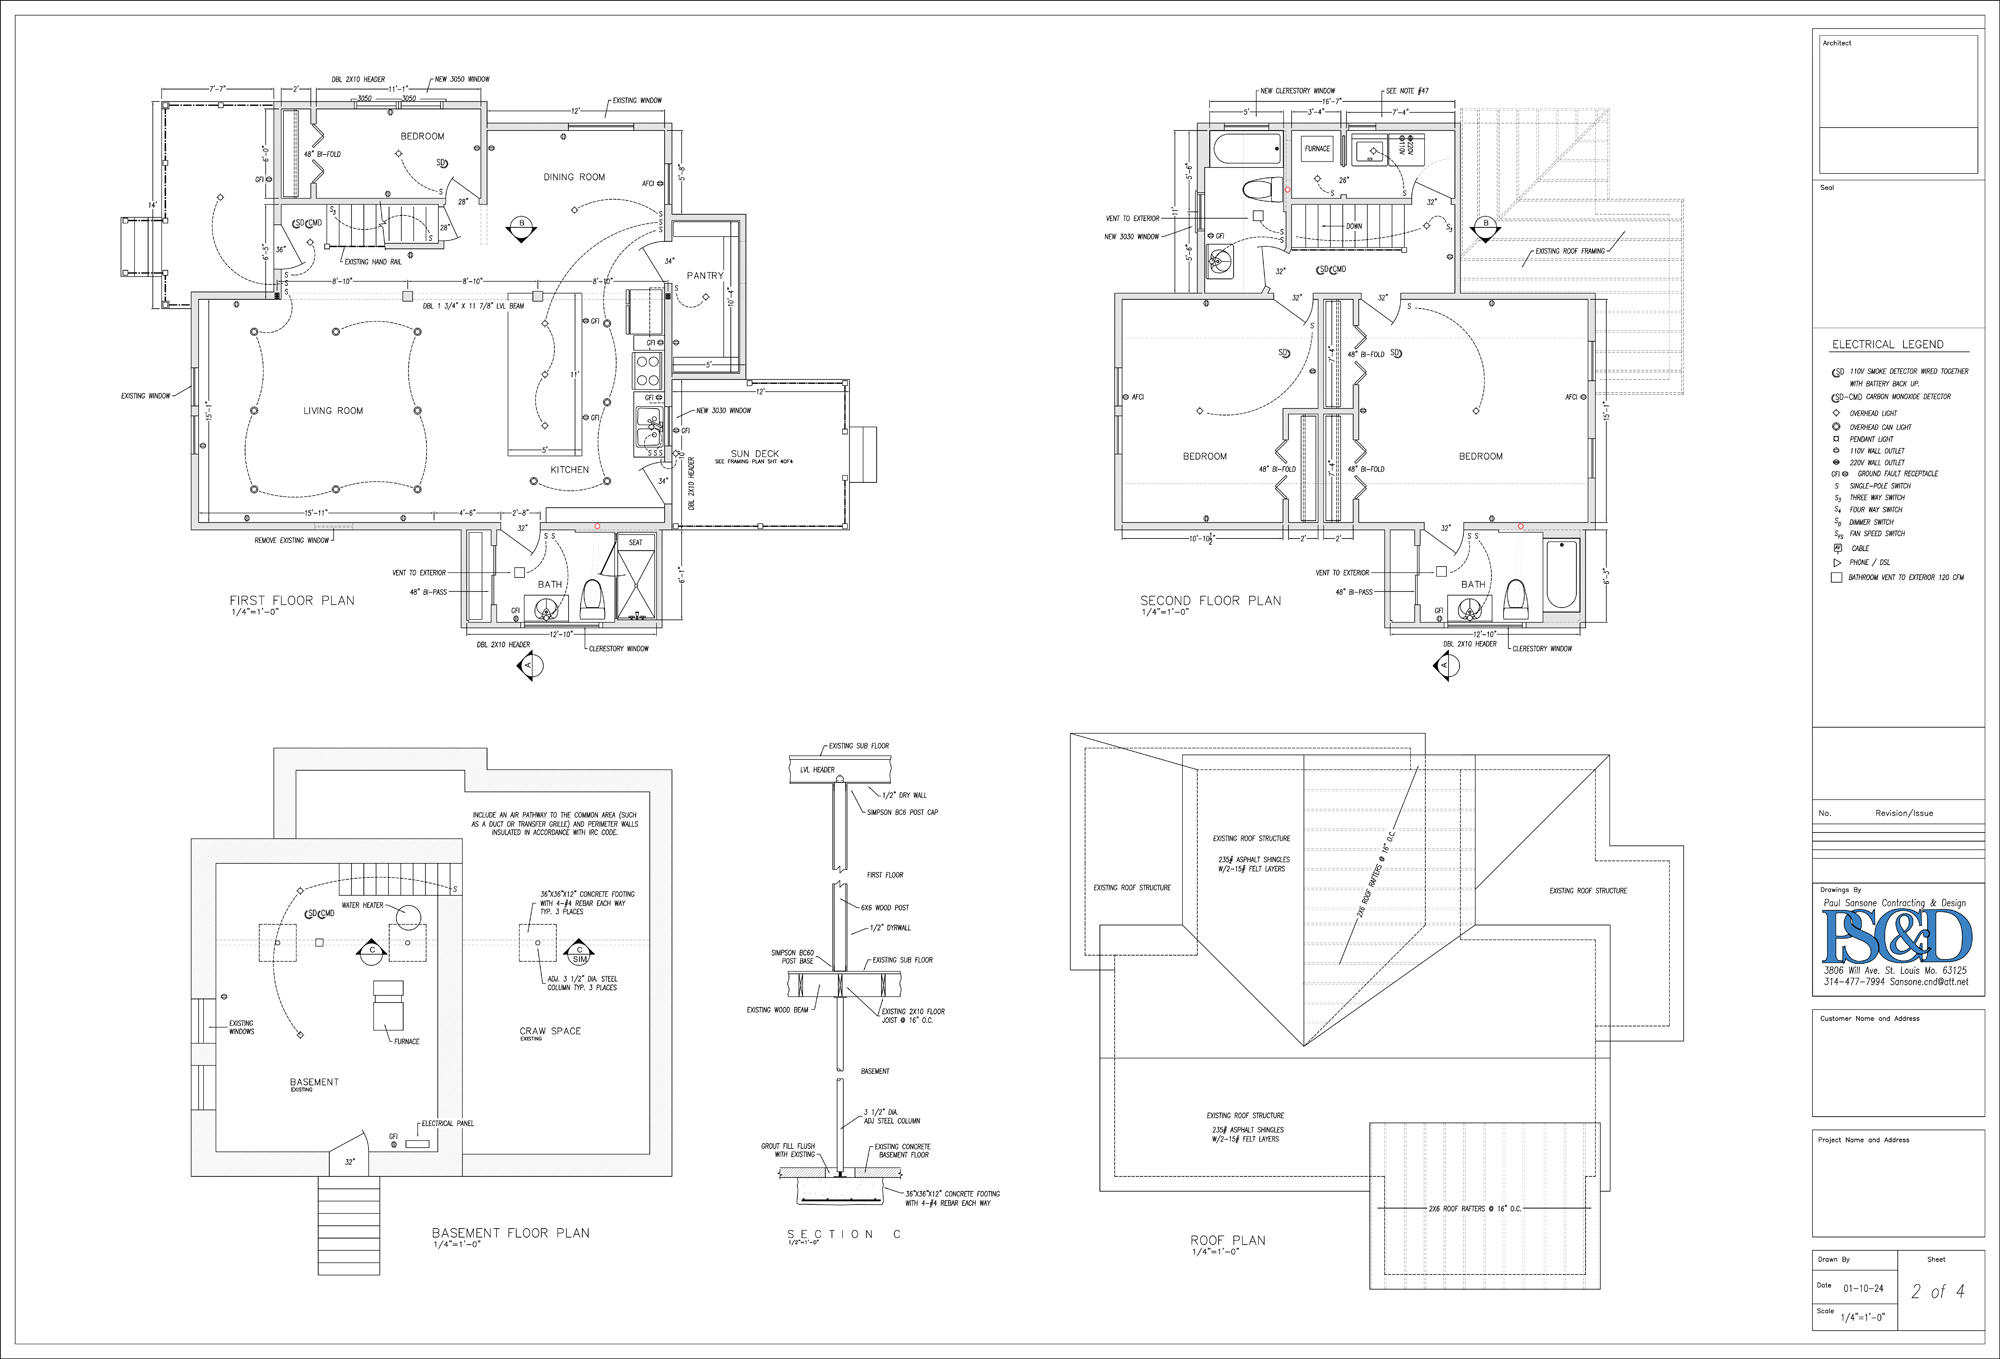 DBL 2X10 HEADER
NEW 3050 WINDOW
7'-7"
2'
11'-1"
3050
3050
12'
EXISTING WINDOW
BEDROOM
48" BI-FOLD
SD
6'-0"
GFI
28"
28"
DINING ROOM
AFCI
5'-8"
14'
S3
SD CMD
36"
6'-5"
EXISTING HAND RAIL
B
34"
PANTRY
10'-4"
5'
8'-10"
8'-10"
8'-10"
DBL 1 3/4" X 11 7/8" LVL BEAM
GFI
GFI
GFI
GFI
GFI
11'
5'
12'
NEW 3030 WINDOW
EXISTING WINDOW
15'-1"
LIVING ROOM
SUN DECK
SEE FRAMING PLAN SHT 4OF4
KITCHEN
34"
10'
DBL 2X10 HEADER
15'-11"
4'-6"
2'-8"
32"
REMOVE EXISTING WINDOW
SEAT
VENT TO EXTERIOR
48" BI-PASS
BATH
GFI
6'-1"
12'-10"
DBL 2X10 HEADER
CLERESTORY WINDOW
A
FIRST FLOOR PLAN
1/4"=1'-0"
NEW CLERESTORY WINDOW
SEE NOTE #47
16'-7"
5'
3'-4"
7'-4"
FURNACE
220V
110V
26"
5'-6"
11'
5'-6"
32"
VENT TO EXTERIOR
NEW 3030 WINDOW
GFI
DOWN
S3
B
EXISTING ROOF FRAMING
32"
SD CMD
32"
32"
SD
48" BI-FOLD
SD
7'-4"
AFCI
AFCI
15'-1"
BEDROOM
48" BI-FOLD
7'-4"
48" BI-FOLD
BEDROOM
10'-10½"
2'
2'
32"
VENT TO EXTERIOR
48" BI-PASS
BATH
GFI
6'-3"
12'-10"
DBL 2X10 HEADER
CLERESTORY WINDOW
A
SECOND FLOOR PLAN
1/4"=1'-0"
INCLUDE AN AIR PATHWAY TO THE COMMON AREA (SUCH
AS A DUCT OR TRANSFER GRILLE) AND PERIMETER WALLS
INSULATED IN ACCORDANCE WITH IRC CODE.
WATER HEATER
SD CMD
C
36"X36"X12" CONCRETE FOOTING
WITH 4-#4 REBAR EACH WAY
TYP. 3 PLACES
C
SIM
ADJ. 3 1/2" DIA. STEEL
COLUMN TYP. 3 PLACES
EXISTING
WINDOWS
FURNACE
CRAW SPACE
EXISTING
BASEMENT
EXISTING
ELECTRICAL PANEL
GFI
32"
BASEMENT FLOOR PLAN
1/4"=1'-0"
EXISTING SUB FLOOR
LVL HEADER
1/2" DRY WALL
SIMPSON BC6 POST CAP
FIRST FLOOR
6X6 WOOD POST
1/2" DYRWALL
SIMPSON BC60
POST BASE
EXISTING SUB FLOOR
EXISTING WOOD BEAM
EXISTING 2X10 FLOOR
JOIST @ 16" O.C.
BASEMENT
3 1/2" DIA.
ADJ STEEL COLUMN
GROUT FILL FLUSH
WITH EXISTING
EXISTING CONCRETE
BASEMENT FLOOR
36"X36"X12" CONCRETE FOOTING
WITH 4-#4 REBAR EACH WAY
SECTION C
1/2"=1'-0"
EXISTING ROOF STRUCTURE
235# ASPHALT SHINGLES
W/2-15# FELT LAYERS
2X6 ROOF RAFTERS @ 16" O.C.
EXISTING ROOF STRUCTURE
EXISTING ROOF STRUCTURE
EXISTING ROOF STRUCTURE
235# ASPHALT SHINGLES
W/2-15# FELT LAYERS
2X6 ROOF RAFTERS @ 16" O.C.
ROOF PLAN
1/4"=1'-0"
Architect
Seal
ELECTRICAL LEGEND
SD 110V SMOKE DETECTOR WIRED TOGETHER
WITH BATTERY BACK UP.
SD-CMD CARBON MONOXIDE DETECTOR
OVERHEAD LIGHT
OVERHEAD CAN LIGHT
PENDANT LIGHT
110V WALL OUTLET
220V WALL OUTLET
GFI GROUND FAULT RECEPTACLE
S SINGLE-POLE SWITCH
S3 THREE WAY SWITCH
S4 FOUR WAY SWITCH
SD DIMMER SWITCH
SFS FAN SPEED SWITCH
CABLE
PHONE / DSL
BATHROOM VENT TO EXTERIOR 120 CFM
No. Revision/Issue
Drawings By
Paul Sansone Contracting & Design
PSC&D
3806 Will Ave. St. Louis Mo. 63125
314-477-7994 Sansone.cnd@att.net
Customer Name and Address
Project Name and Address
Drawn By
Sheet
Date 01-10-24
2 of 4
Scale 1/4"=1'-0"